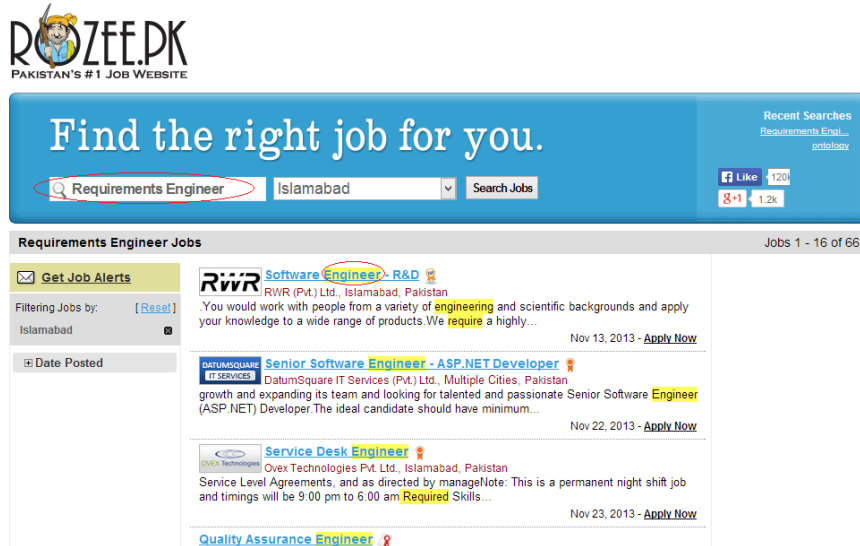 ROZEE.PK
PAKISTAN'S #1 JOB WEBSITE
Find the right job for you.
Requirements Engineer
Islamabad
Search Jobs
Recent Searches
Requirements Engi...
ontology
Like 120k
g+1 1.2k
Requirements Engineer Jobs
Jobs 1 - 16 of 66
Get Job Alerts
Filtering Jobs by: [Reset]
Islamabad
Date Posted
RWR
Software Engineer - R&D
RWR (Pvt.) Ltd., Islamabad, Pakistan
.You would work with people from a variety of engineering and scientific backgrounds and apply
your knowledge to a wide range of products.We require a highly...
Nov 13, 2013 - Apply Now
DATUMSQUARE
IT SERVICES
Senior Software Engineer - ASP.NET Developer
DatumSquare IT Services (Pvt.) Ltd., Multiple Cities, Pakistan
growth and expanding its team and looking for talented and passionate Senior Software Engineer
(ASP.NET) Developer.The ideal candidate should have minimum...
Nov 22, 2013 - Apply Now
OVEX Technologies
Service Desk Engineer
Ovex Technologies Pvt. Ltd., Islamabad, Pakistan
Service Level Agreements, and as directed by manageNote: This is a permanent night shift job
and timings will be 9:00 pm to 6:00 am Required Skills...
Nov 23, 2013 - Apply Now
Quality Assurance Engineer